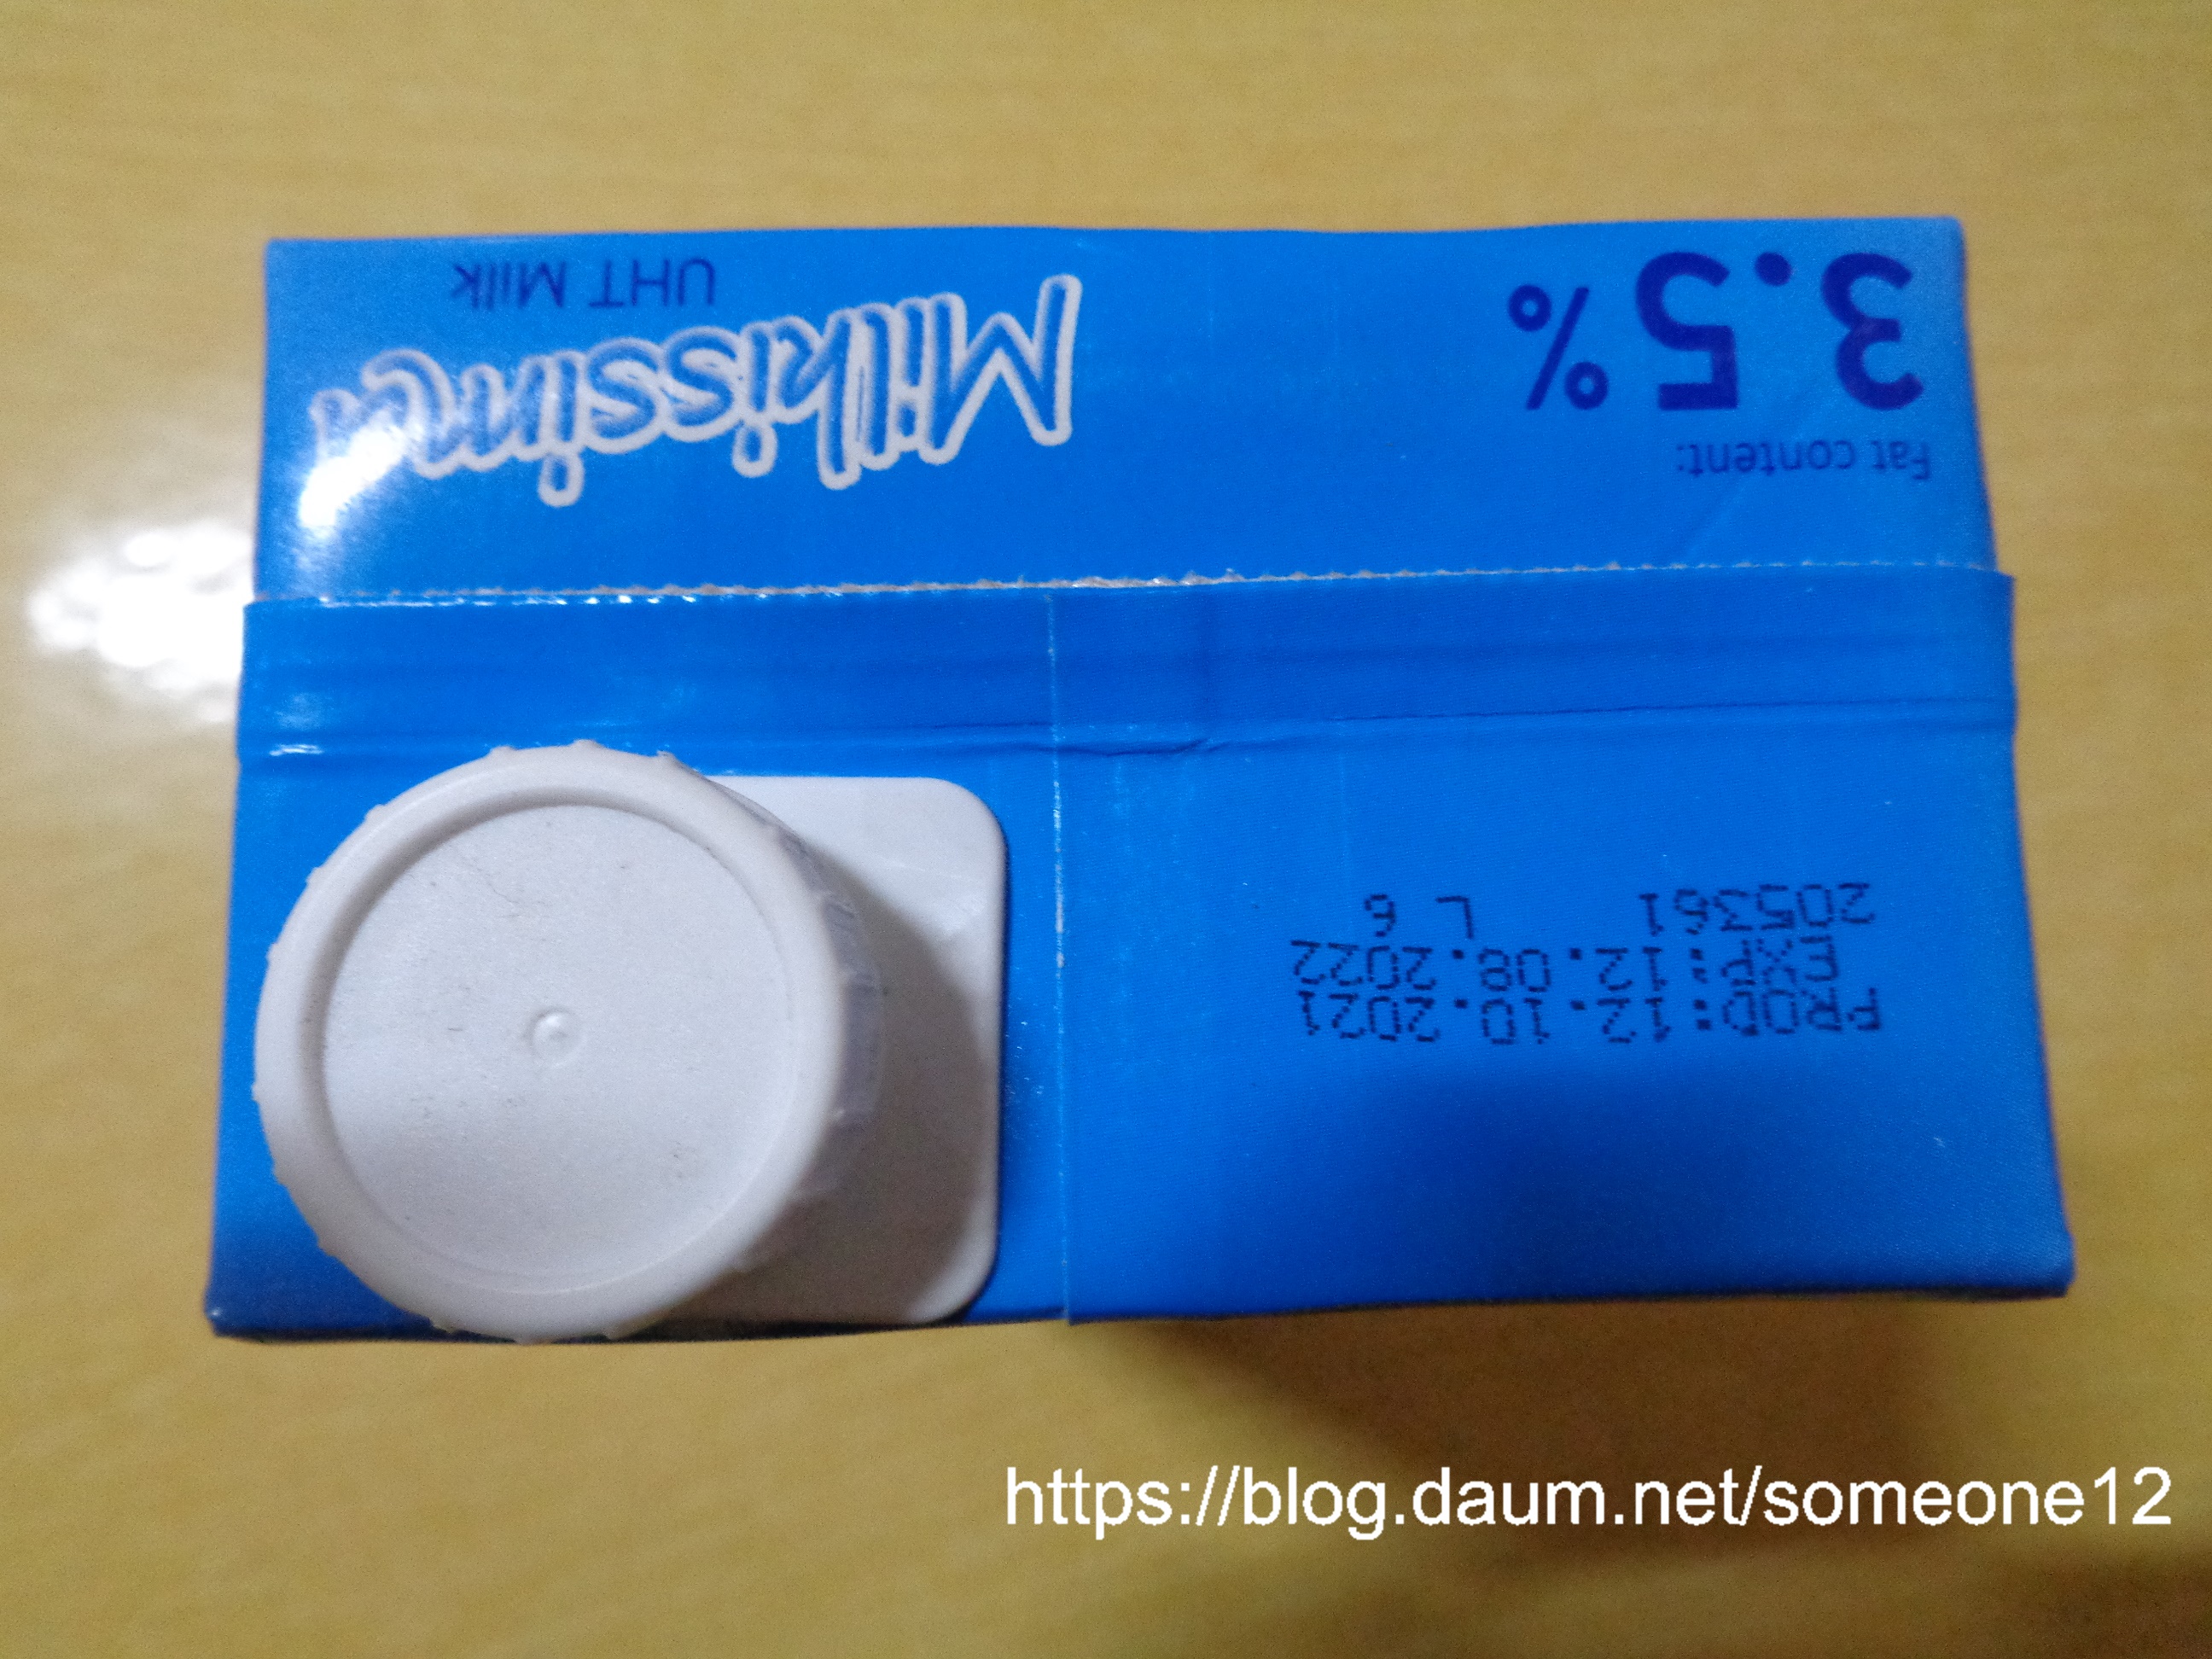 PROD:12.10.2021
EXP.:12.08.2022
205361 L 6
Fat content:
3.5%
Milkissima
UHT Milk
https://blog.daum.net/someone12